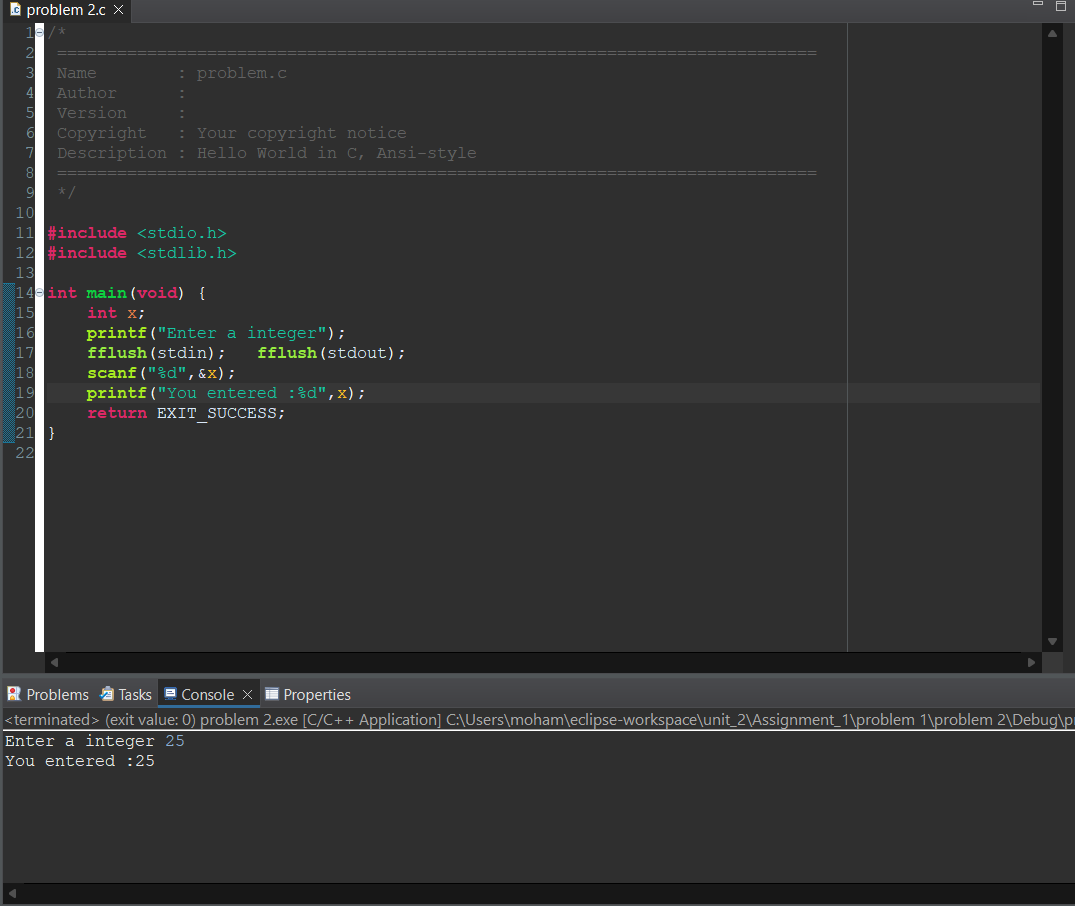 problem 2.c
1 /*
2 ============================================================================
3 Name        : problem.c
4 Author      :
5 Version     :
6 Copyright   : Your copyright notice
7 Description : Hello World in C, Ansi-style
8 ============================================================================
9 */
10
11 #include <stdio.h>
12 #include <stdlib.h>
13
14 int main(void) {
15     int x;
16     printf("Enter a integer");
17     fflush(stdin);   fflush(stdout);
18     scanf("%d",&x);
19     printf("You entered :%d",x);
20     return EXIT_SUCCESS;
21 }
22
Problems Tasks Console Properties
<terminated> (exit value: 0) problem 2.exe [C/C++ Application] C:\Users\moham\eclipse-workspace\unit_2\Assignment_1\problem 1\problem 2\Debug\p
Enter a integer 25
You entered :25